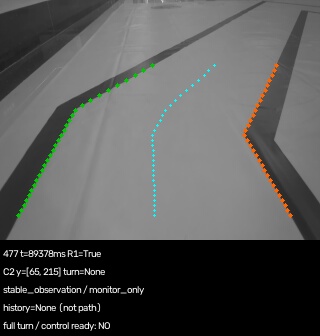 477 t=89378ms R1=True
C2 y=[65, 215] turn=None
stable_observation / monitor_only
history=None (not path)
full turn / control ready: NO